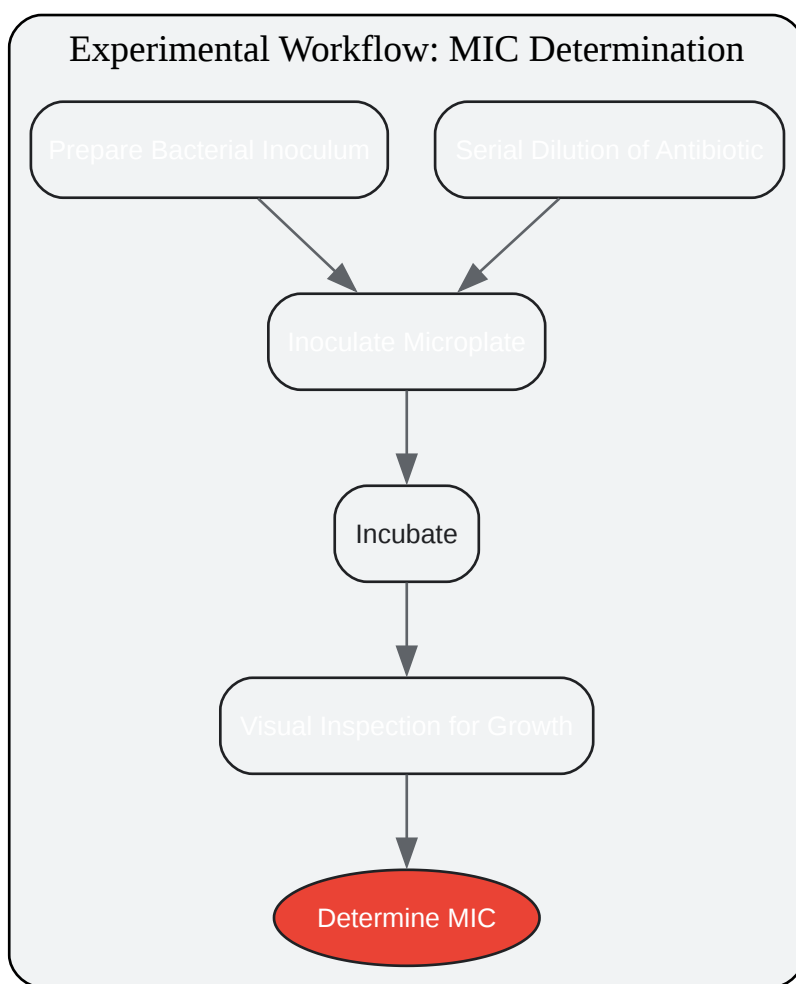 Experimental Workflow: MIC Determination
Prepare Bacterial Inoculum
Serial Dilution of Antibiotic
Inoculate Microplate
Incubate
Visual Inspection for Growth
Determine MIC